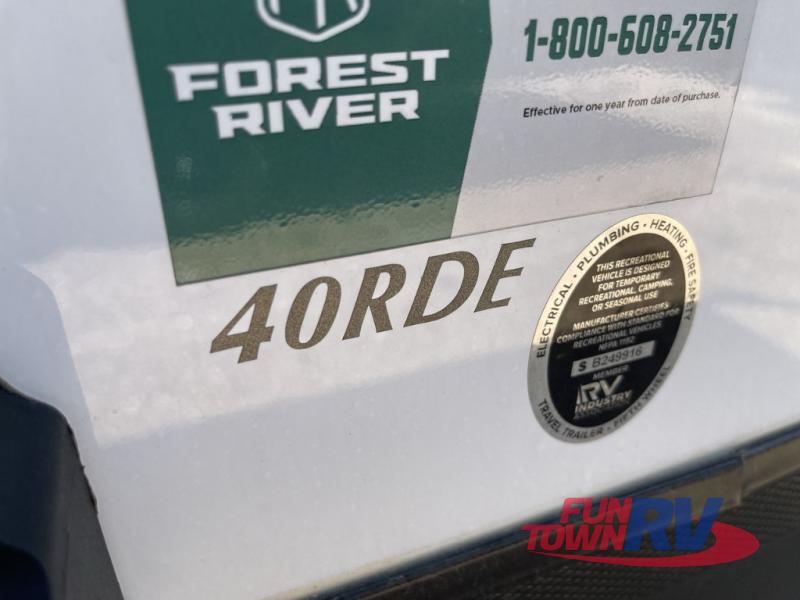 1-800-608-2751
FOREST
RIVER
Effective for one year from date of purchase.
40RDE
ELECTRICAL · PLUMBING · HEATING · FIRE SAFETY
THIS RECREATIONAL
VEHICLE IS DESIGNED
FOR TEMPORARY
RECREATIONAL, CAMPING,
OR SEASONAL USE
MANUFACTURER CERTIFIES
COMPLIANCE WITH STANDARD FOR
RECREATIONAL VEHICLES
NFPA 1192
S B249916
MEMBER
RV
INDUSTRY
TRAVEL TRAILER · FIFTH WHEEL
FUN
TOWN RV